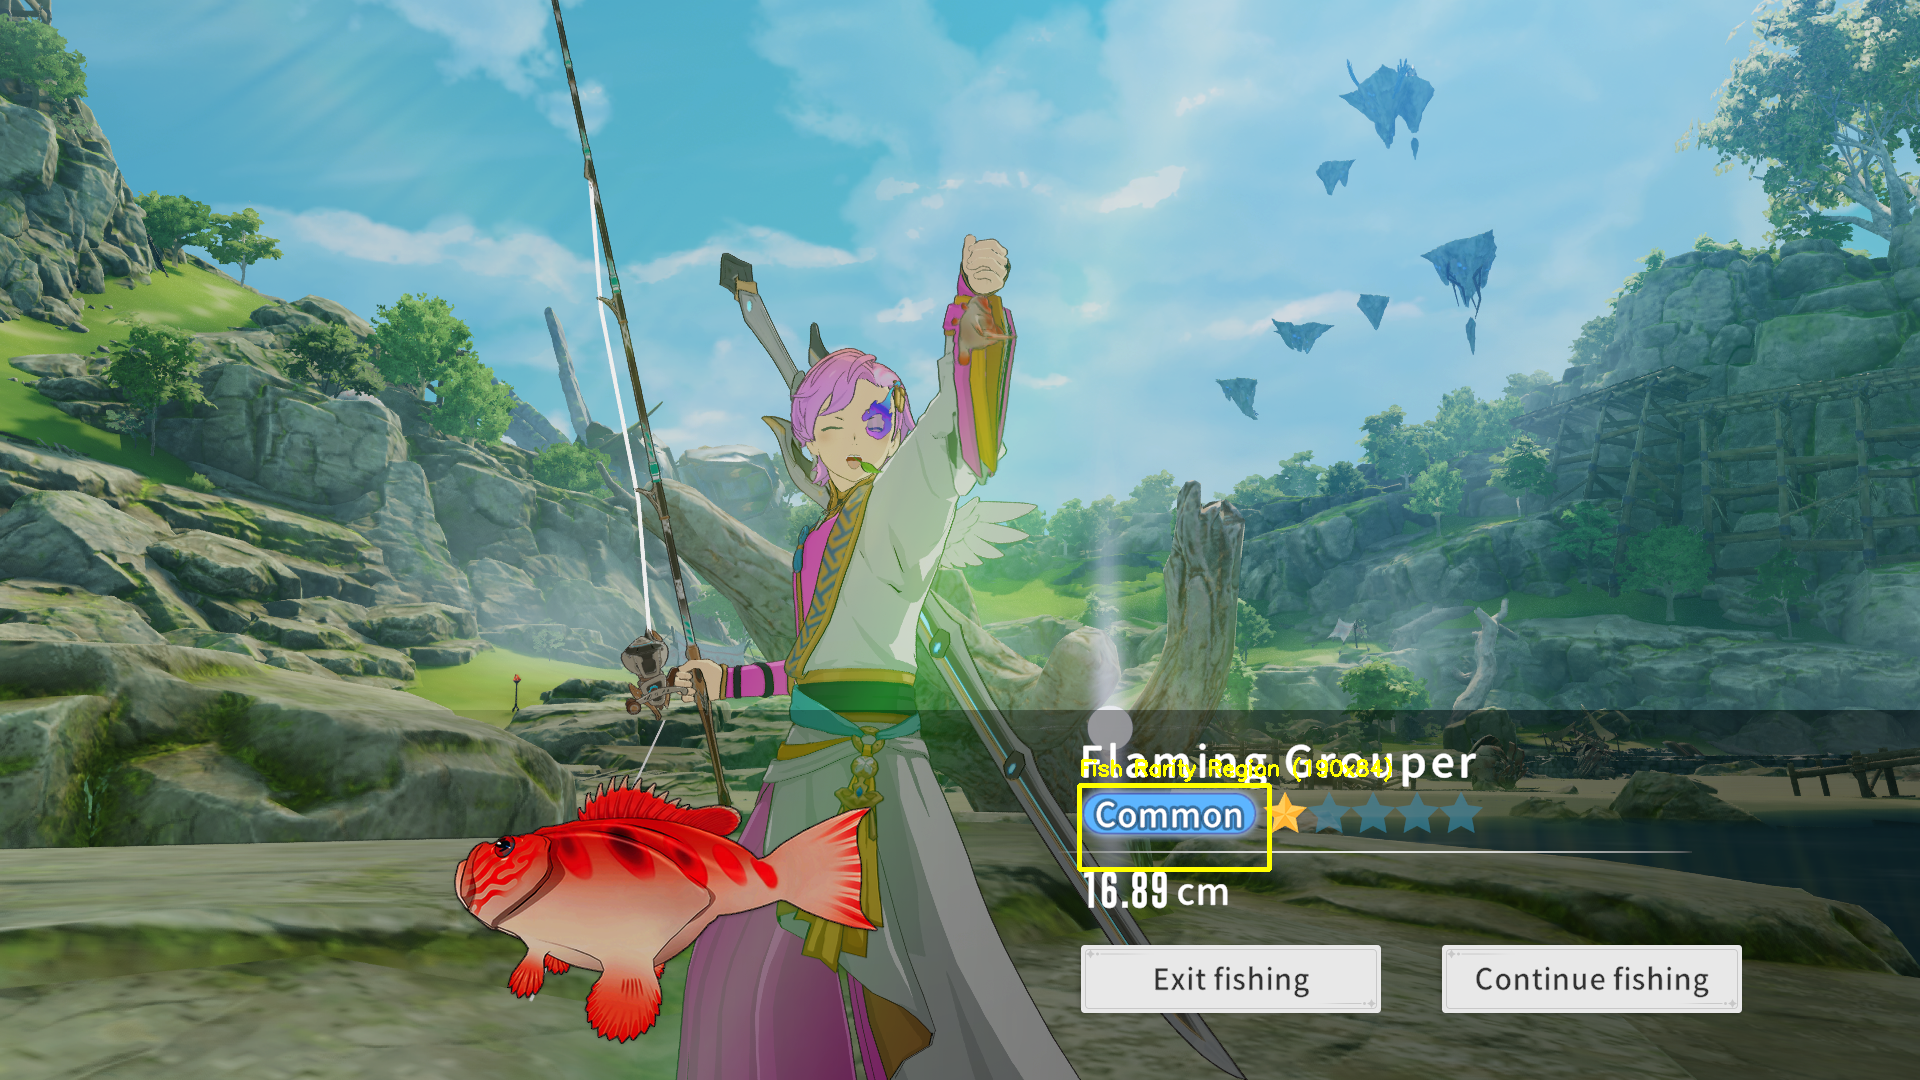 Flaming Grouper
Fish Rarity Region (190x84)
Common
16.89 cm
Exit fishing
Continue fishing